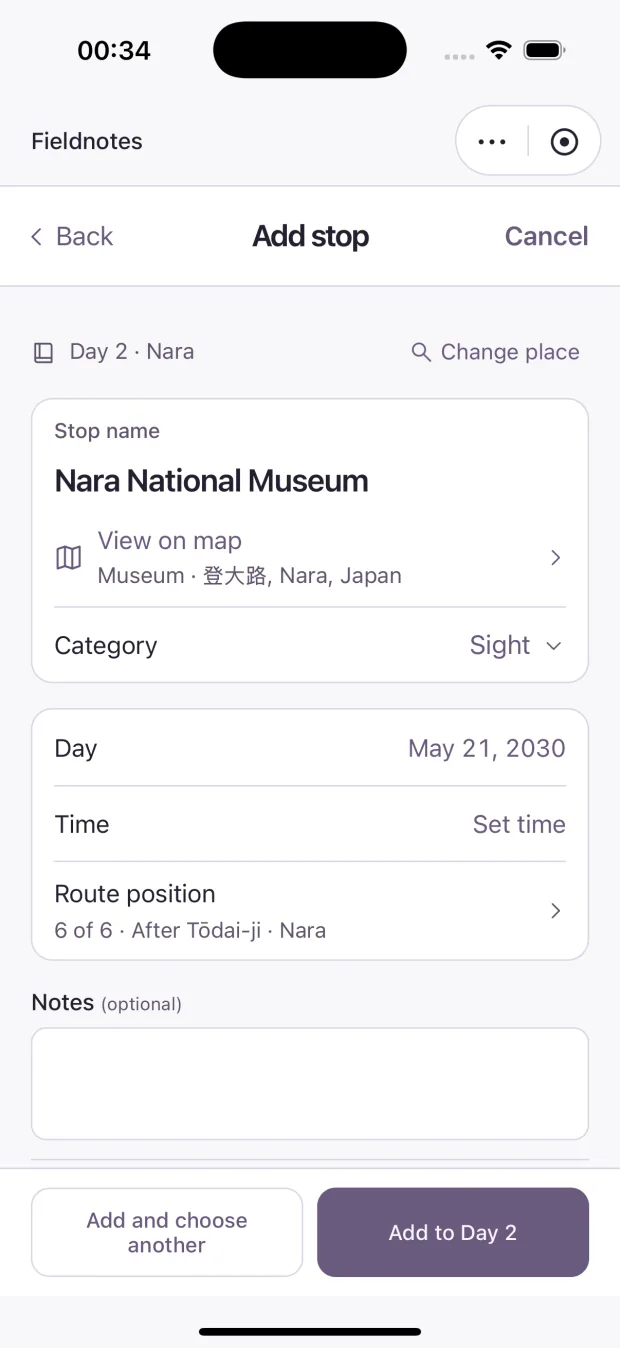 00:34
Fieldnotes
Back
Add stop
Cancel
Day 2 · Nara
Change place
Stop name
Nara National Museum
View on map
Museum · 登大路, Nara, Japan
Category
Sight
Day
May 21, 2030
Time
Set time
Route position
6 of 6 · After Tōdai-ji · Nara
Notes (optional)
Add and choose
another
Add to Day 2